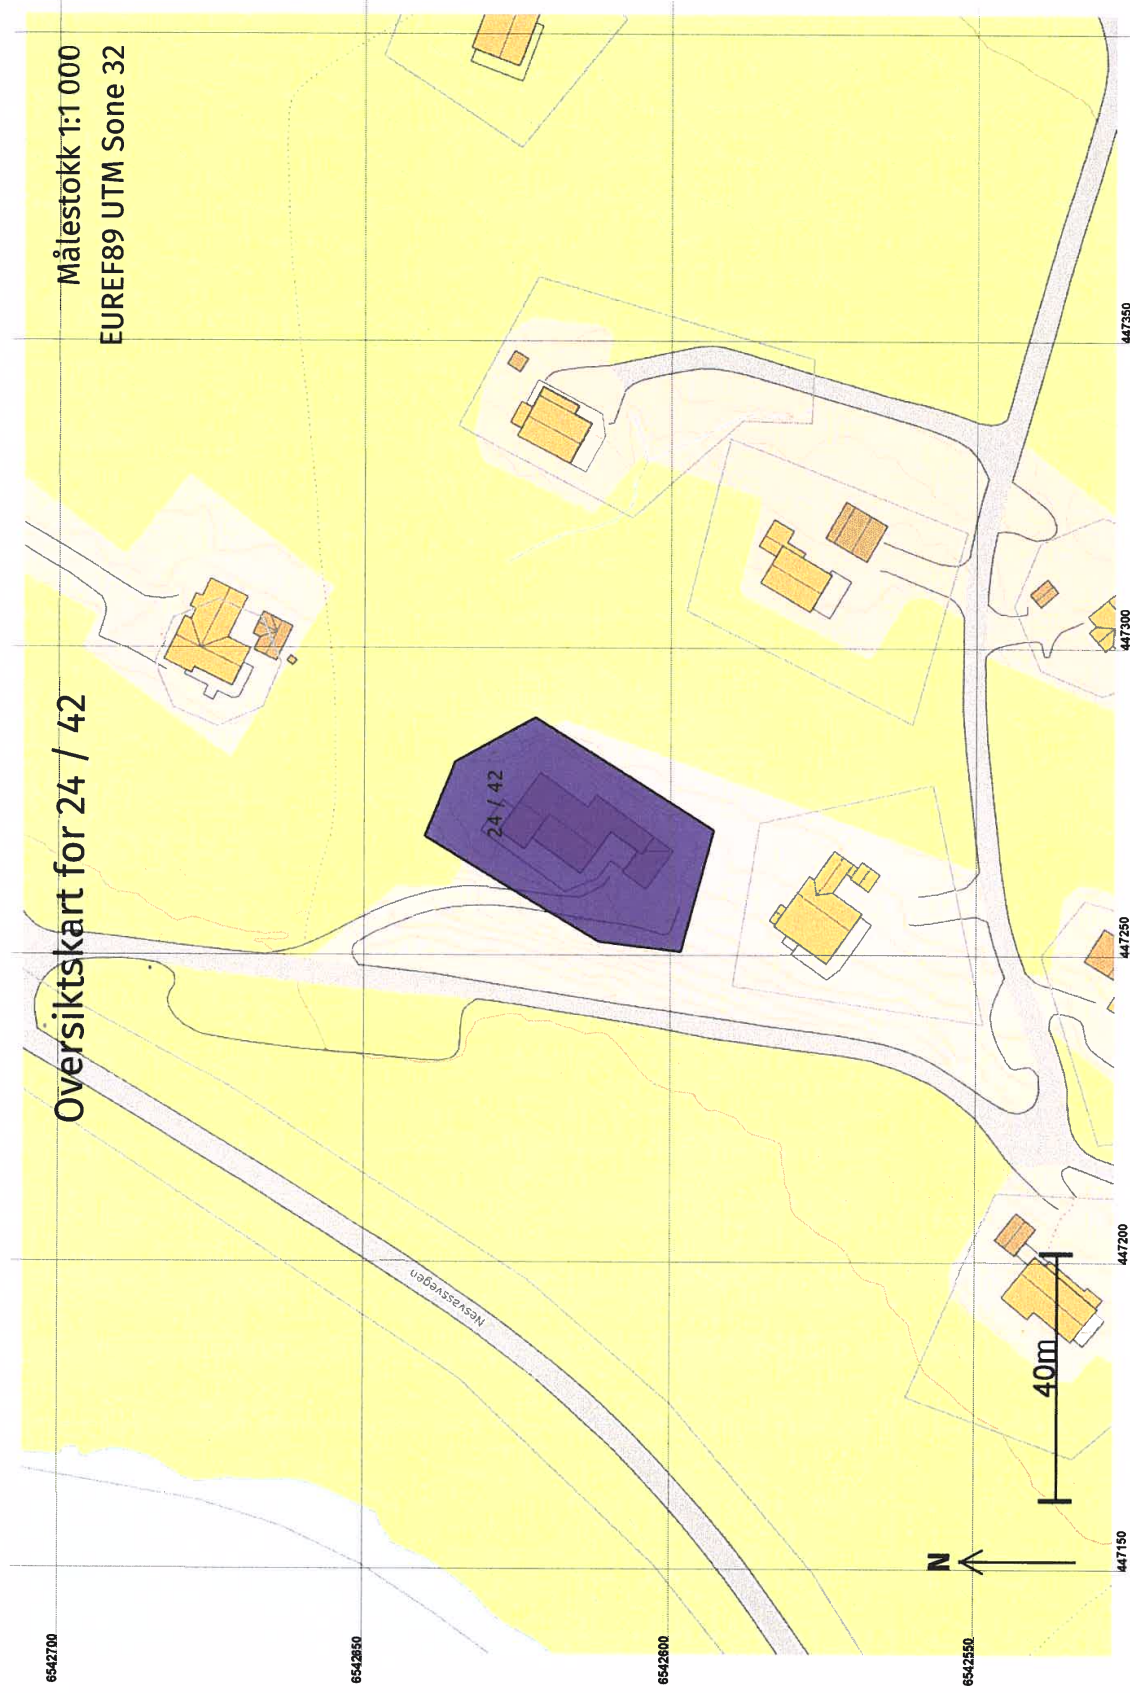 Oversiktskart for 24 / 42
Målestokk 1:1 000
EUREF89 UTM Sone 32
24 / 42
Nesvassvegen
40m
N
6542700
6542650
6542600
6542550
447150
447200
447250
447300
447350